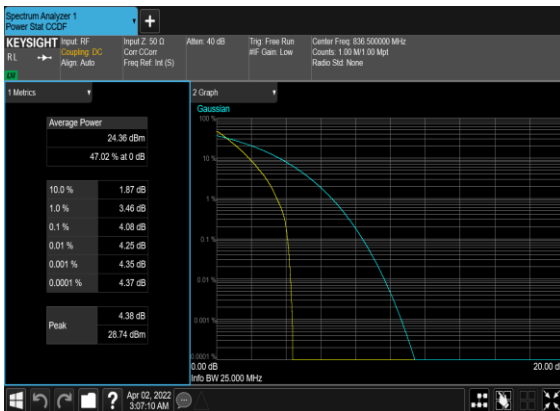 Spectrum Analyzer 1
Power Stat CCDF
KEYSIGHT
RL
Input: RF
Coupling: DC
Align: Auto
Input Z: 50 Ω
Corr CCorr
Freq Ref: Int (S)
Atten: 40 dB
Trig: Free Run
#IF Gain: Low
Center Freq: 836.500000 MHz
Counts: 1.00 M/1.00 Mpt
Radio Std: None
1 Metrics
Average Power
24.36 dBm
47.02 % at 0 dB
10.0 % 1.87 dB
1.0 % 3.46 dB
0.1 % 4.08 dB
0.01 % 4.25 dB
0.001 % 4.35 dB
0.0001 % 4.37 dB
Peak
4.38 dB
28.74 dBm
2 Graph
Gaussian
100 %
10 %
1 %
0.1 %
0.01 %
0.001 %
0.0001 %
0.00 dB
20.00 d
Info BW 25.000 MHz
?
Apr 02, 2022
3:07:10 AM